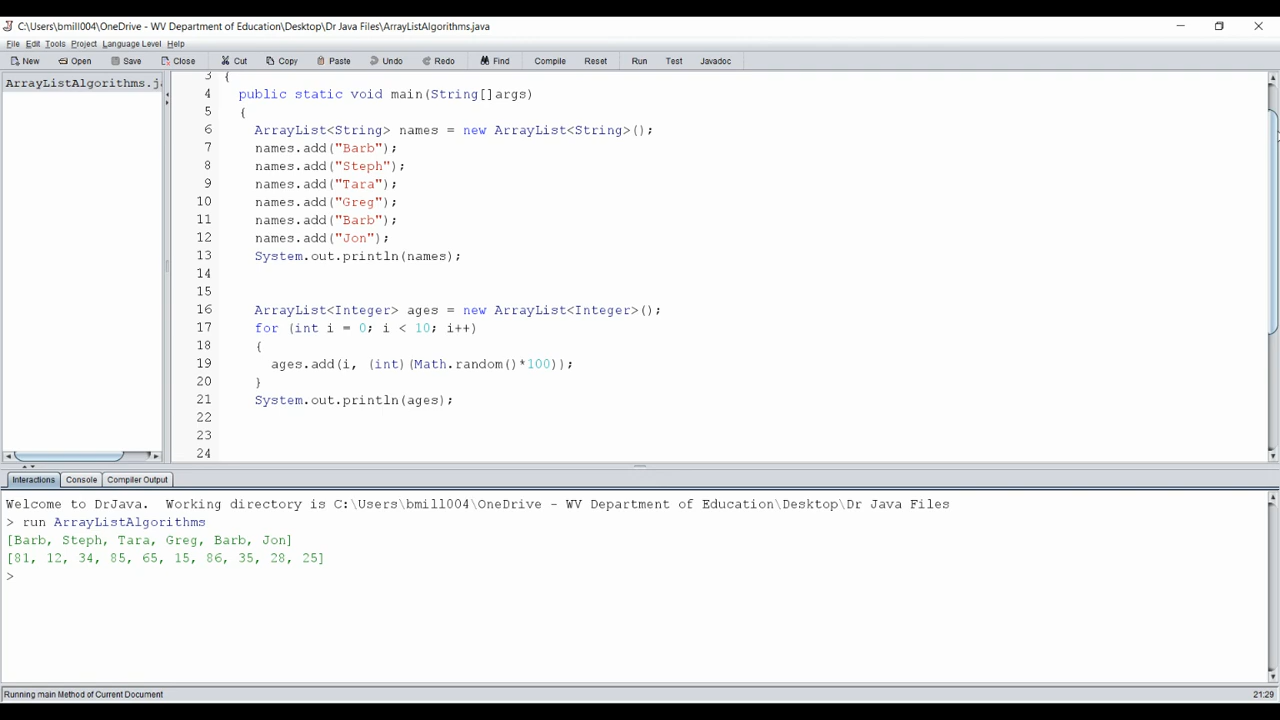 C:\Users\bmill004\OneDrive - WV Department of Education\Desktop\Dr Java Files\ArrayListAlgorithms.java
File Edit Tools Project Language Level Help
New Open Save Close Cut Copy Paste Undo Redo Find Compile Reset Run Test Javadoc
ArrayListAlgorithms.j
3 {
4 public static void main(String[]args)
5 {
6 ArrayList<String> names = new ArrayList<String>();
7 names.add("Barb");
8 names.add("Steph");
9 names.add("Tara");
10 names.add("Greg");
11 names.add("Barb");
12 names.add("Jon");
13 System.out.println(names);
14
15
16 ArrayList<Integer> ages = new ArrayList<Integer>();
17 for (int i = 0; i < 10; i++)
18 {
19 ages.add(i, (int)(Math.random()*100));
20 }
21 System.out.println(ages);
22
23
24
Interactions Console Compiler Output
Welcome to DrJava. Working directory is C:\Users\bmill004\OneDrive - WV Department of Education\Desktop\Dr Java Files
> run ArrayListAlgorithms
[Barb, Steph, Tara, Greg, Barb, Jon]
[81, 12, 34, 85, 65, 15, 86, 35, 28, 25]
>
Running main Method of Current Document 21:29